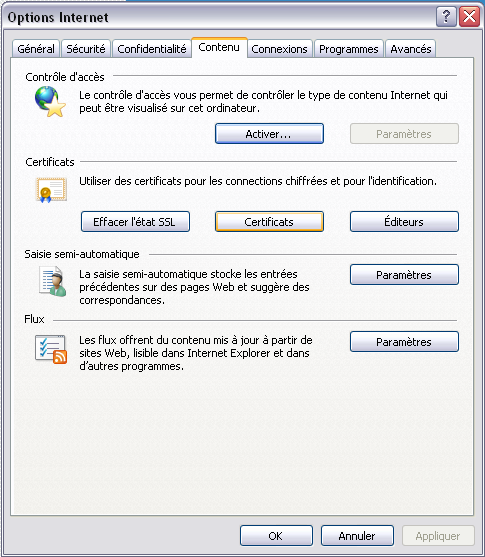 Options Internet
Général Sécurité Confidentialité Contenu Connexions Programmes Avancés
Contrôle d'accès
Le contrôle d'accès vous permet de contrôler le type de contenu Internet qui
peut être visualisé sur cet ordinateur.
Activer... Paramètres
Certificats
Utiliser des certificats pour les connections chiffrées et pour l'identification.
Effacer l'état SSL Certificats Éditeurs
Saisie semi-automatique
La saisie semi-automatique stocke les entrées
précédentes sur des pages Web et suggère des
correspondances.
Paramètres
Flux
Les flux offrent du contenu mis à jour à partir de
sites Web, lisible dans Internet Explorer et dans
d'autres programmes.
Paramètres
OK Annuler Appliquer